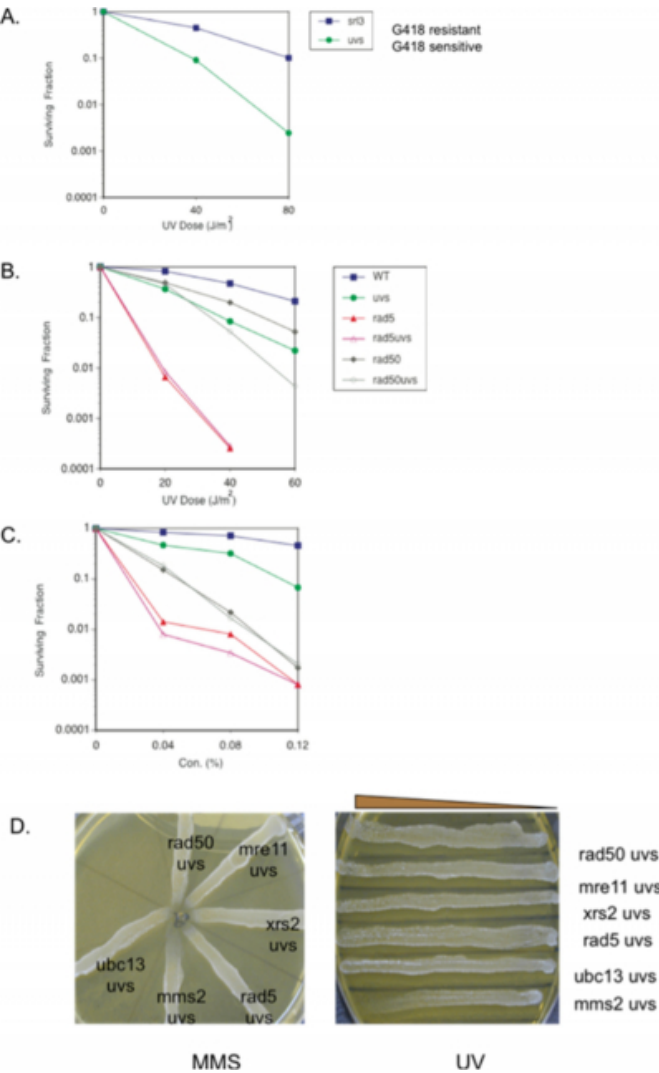 A.
1
0.1
0.01
0.001
0.0001
Surviving Fraction
0 40 80
UV Dose (J/m²)
srl3
uvs
G418 resistant
G418 sensitive
B.
1
0.1
0.01
0.001
0.0001
Surviving Fraction
0 20 40 60
UV Dose (J/m²)
WT
uvs
rad5
rad5uvs
rad50
rad50uvs
C.
1
0.1
0.01
0.001
0.0001
Surviving Fraction
0 0.04 0.08 0.12
Con. (%)
D.
rad50
uvs
mre11
uvs
xrs2
uvs
ubc13
uvs
mms2
uvs
rad5
uvs
MMS
rad50 uvs
mre11 uvs
xrs2 uvs
rad5 uvs
ubc13 uvs
mms2 uvs
UV